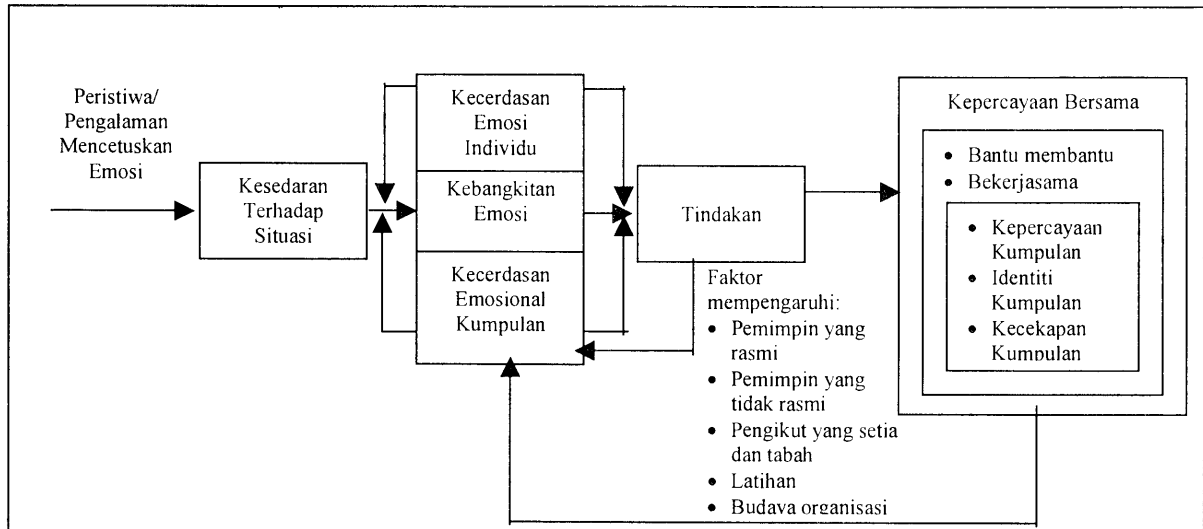 Peristiwa/
Pengalaman
Mencetuskan
Emosi
Kesedaran
Terhadap
Situasi
Kecerdasan
Emosi
Individu
Kebangkitan
Emosi
Kecerdasan
Emosional
Kumpulan
Tindakan
Faktor
mempengaruhi:
• Pemimpin yang
rasmi
• Pemimpin yang
tidak rasmi
• Pengikut yang setia
dan tabah
• Latihan
• Budaya organisasi
Kepercayaan Bersama
• Bantu membantu
• Bekerjasama
• Kepercayaan
Kumpulan
• Identiti
Kumpulan
• Kecekapan
Kumpulan